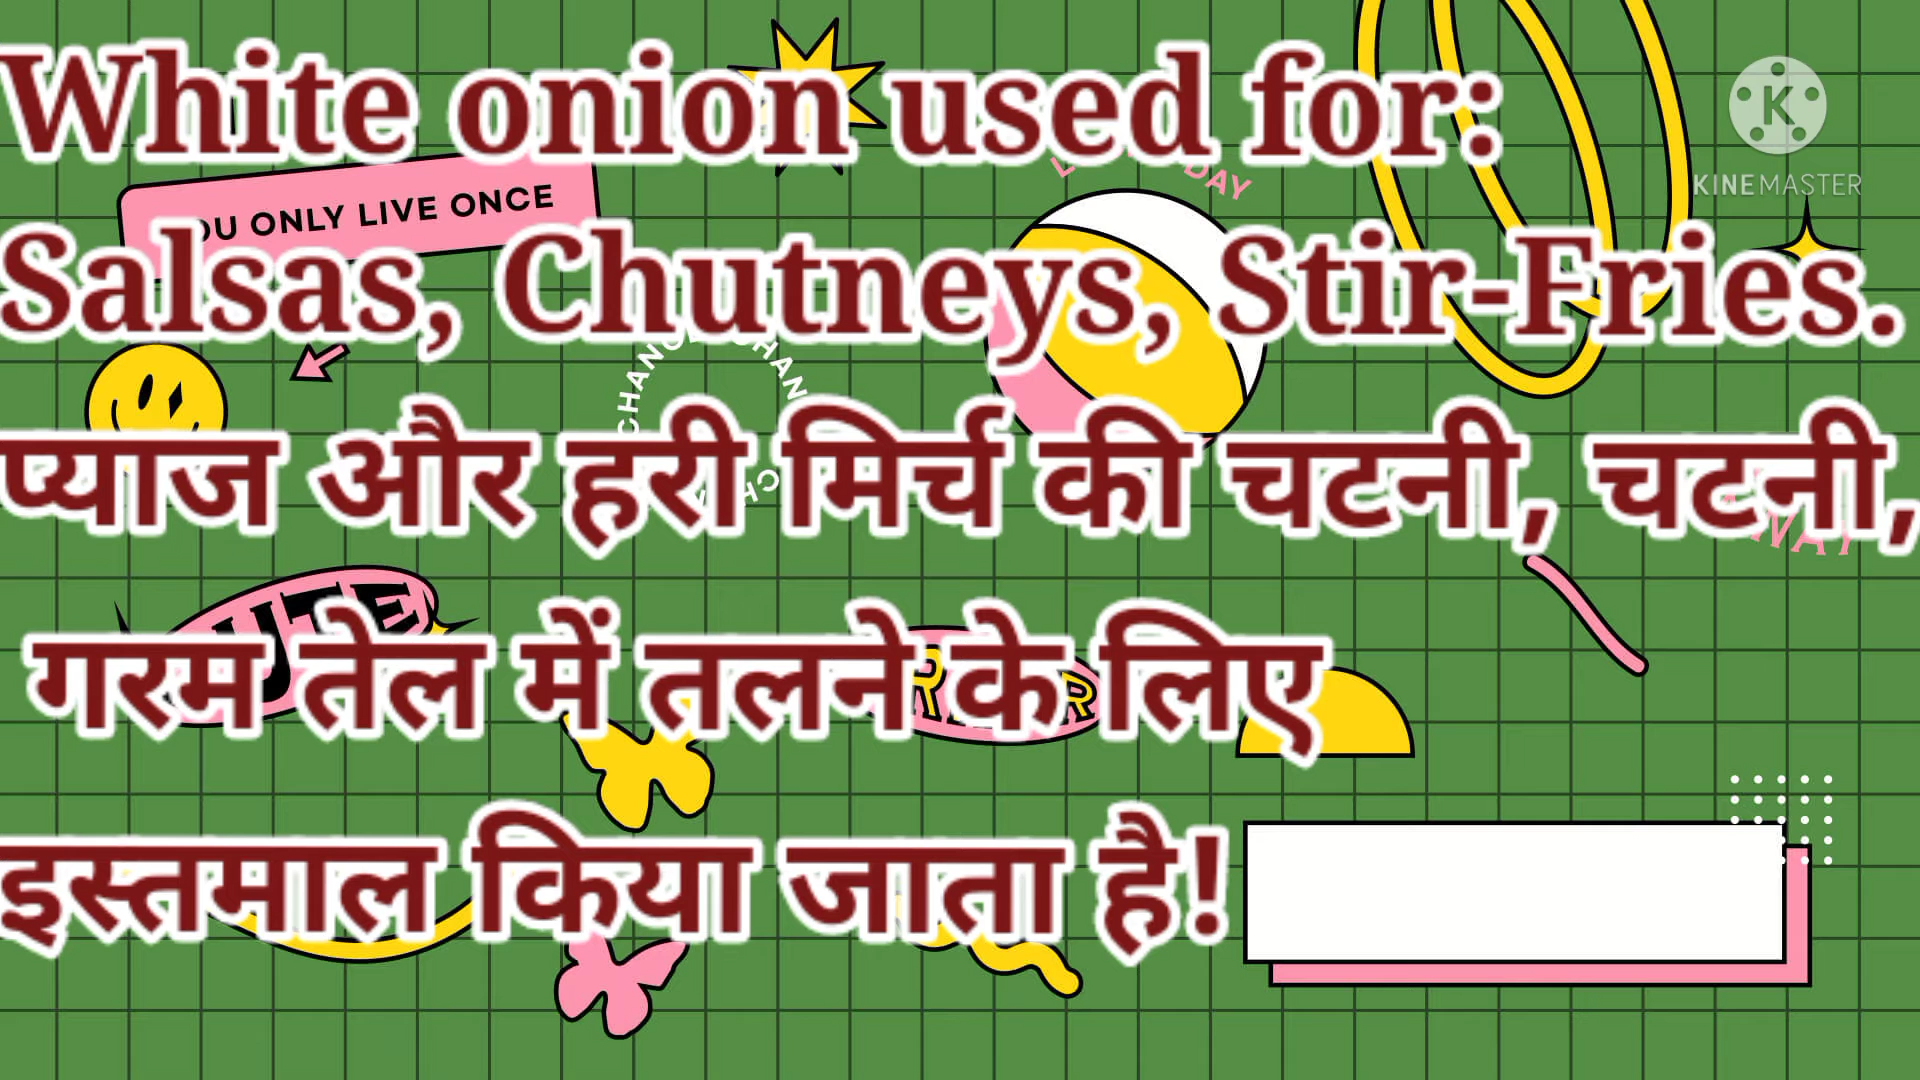 White onion used for:
KINEMASTER
YOU ONLY LIVE ONCE
Salsas, Chutneys, Stir-Fries.
प्याज और हरी मिर्च की चटनी, चटनी,
गरम तेल में तलने के लिए
इस्तमाल किया जाता है!